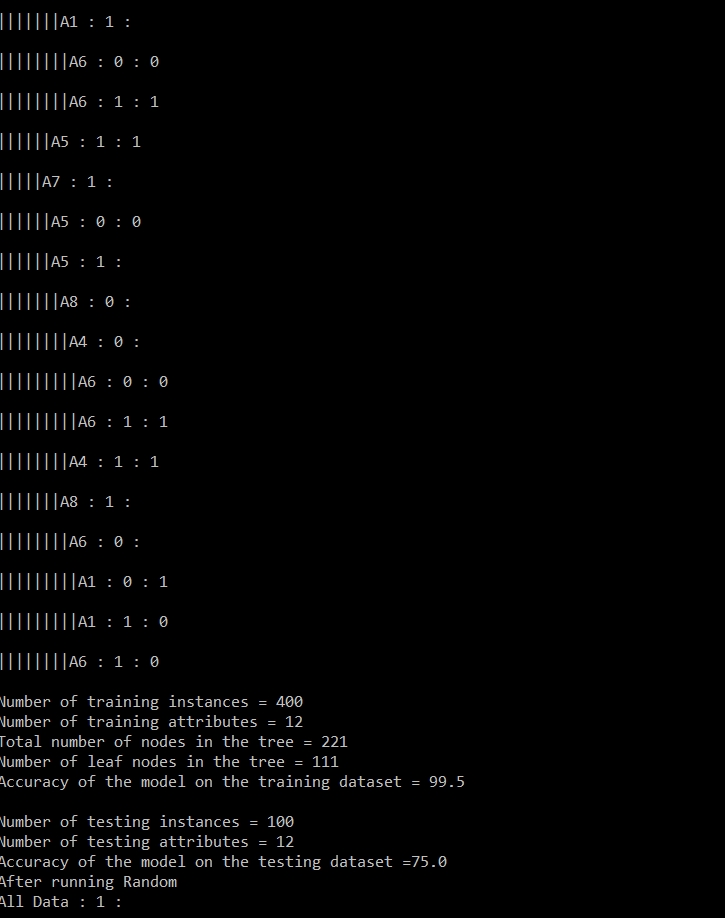 |||||||A1 : 1 :
||||||||A6 : 0 : 0
||||||||A6 : 1 : 1
||||||A5 : 1 : 1
|||||A7 : 1 :
||||||A5 : 0 : 0
||||||A5 : 1 :
|||||||A8 : 0 :
||||||||A4 : 0 :
|||||||||A6 : 0 : 0
|||||||||A6 : 1 : 1
||||||||A4 : 1 : 1
|||||||A8 : 1 :
||||||||A6 : 0 :
|||||||||A1 : 0 : 1
|||||||||A1 : 1 : 0
||||||||A6 : 1 : 0
Number of training instances = 400
Number of training attributes = 12
Total number of nodes in the tree = 221
Number of leaf nodes in the tree = 111
Accuracy of the model on the training dataset = 99.5
Number of testing instances = 100
Number of testing attributes = 12
Accuracy of the model on the testing dataset =75.0
After running Random
All Data : 1 :